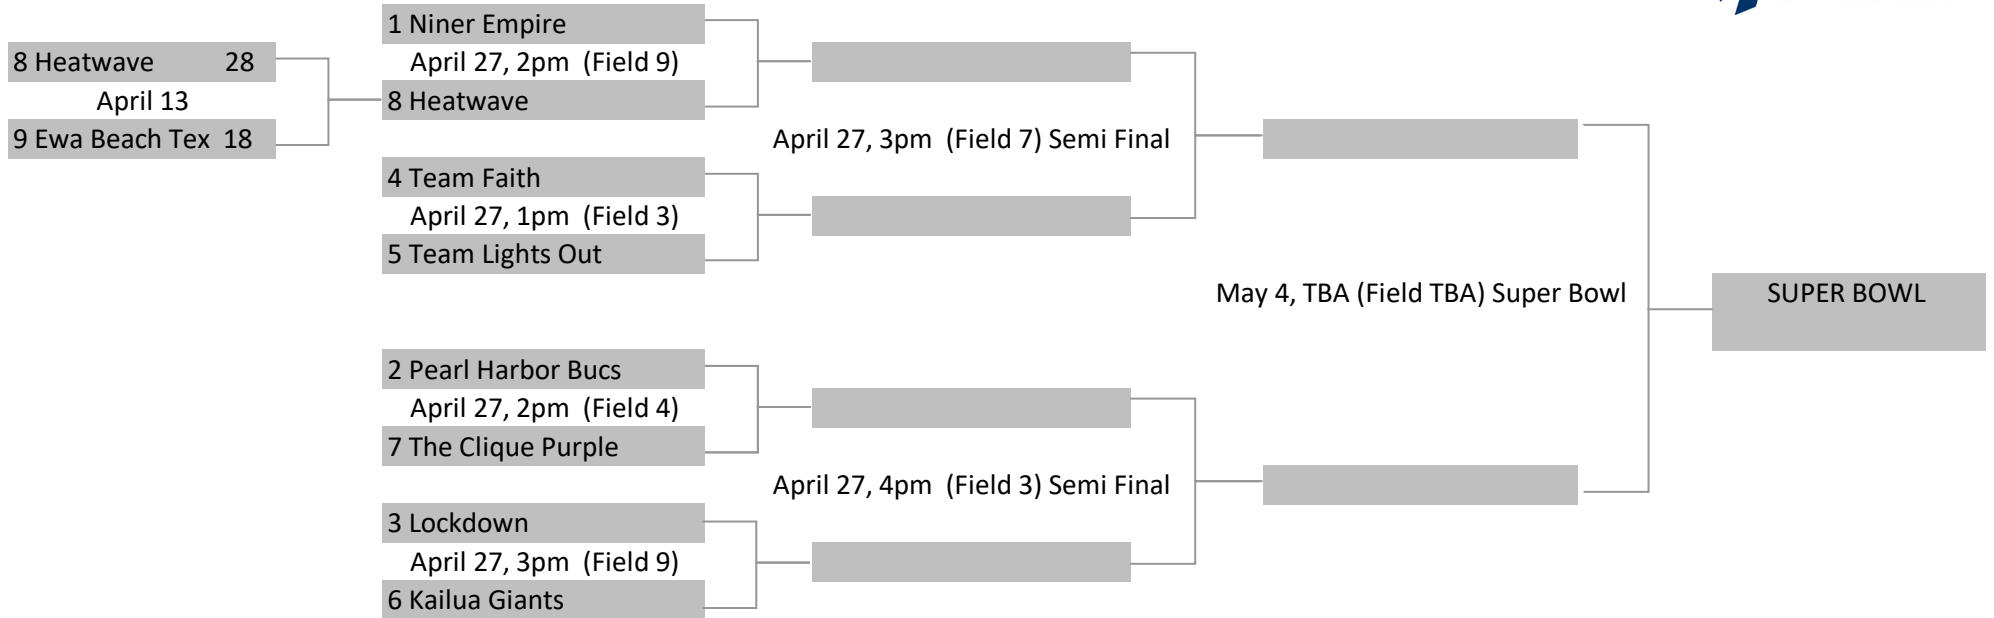 8 Heatwave 28
April 13
9 Ewa Beach Tex 18
1 Niner Empire
April 27, 2pm (Field 9)
8 Heatwave
4 Team Faith
April 27, 1pm (Field 3)
5 Team Lights Out
2 Pearl Harbor Bucs
April 27, 2pm (Field 4)
7 The Clique Purple
3 Lockdown
April 27, 3pm (Field 9)
6 Kailua Giants
April 27, 3pm (Field 7) Semi Final
April 27, 4pm (Field 3) Semi Final
May 4, TBA (Field TBA) Super Bowl
SUPER BOWL